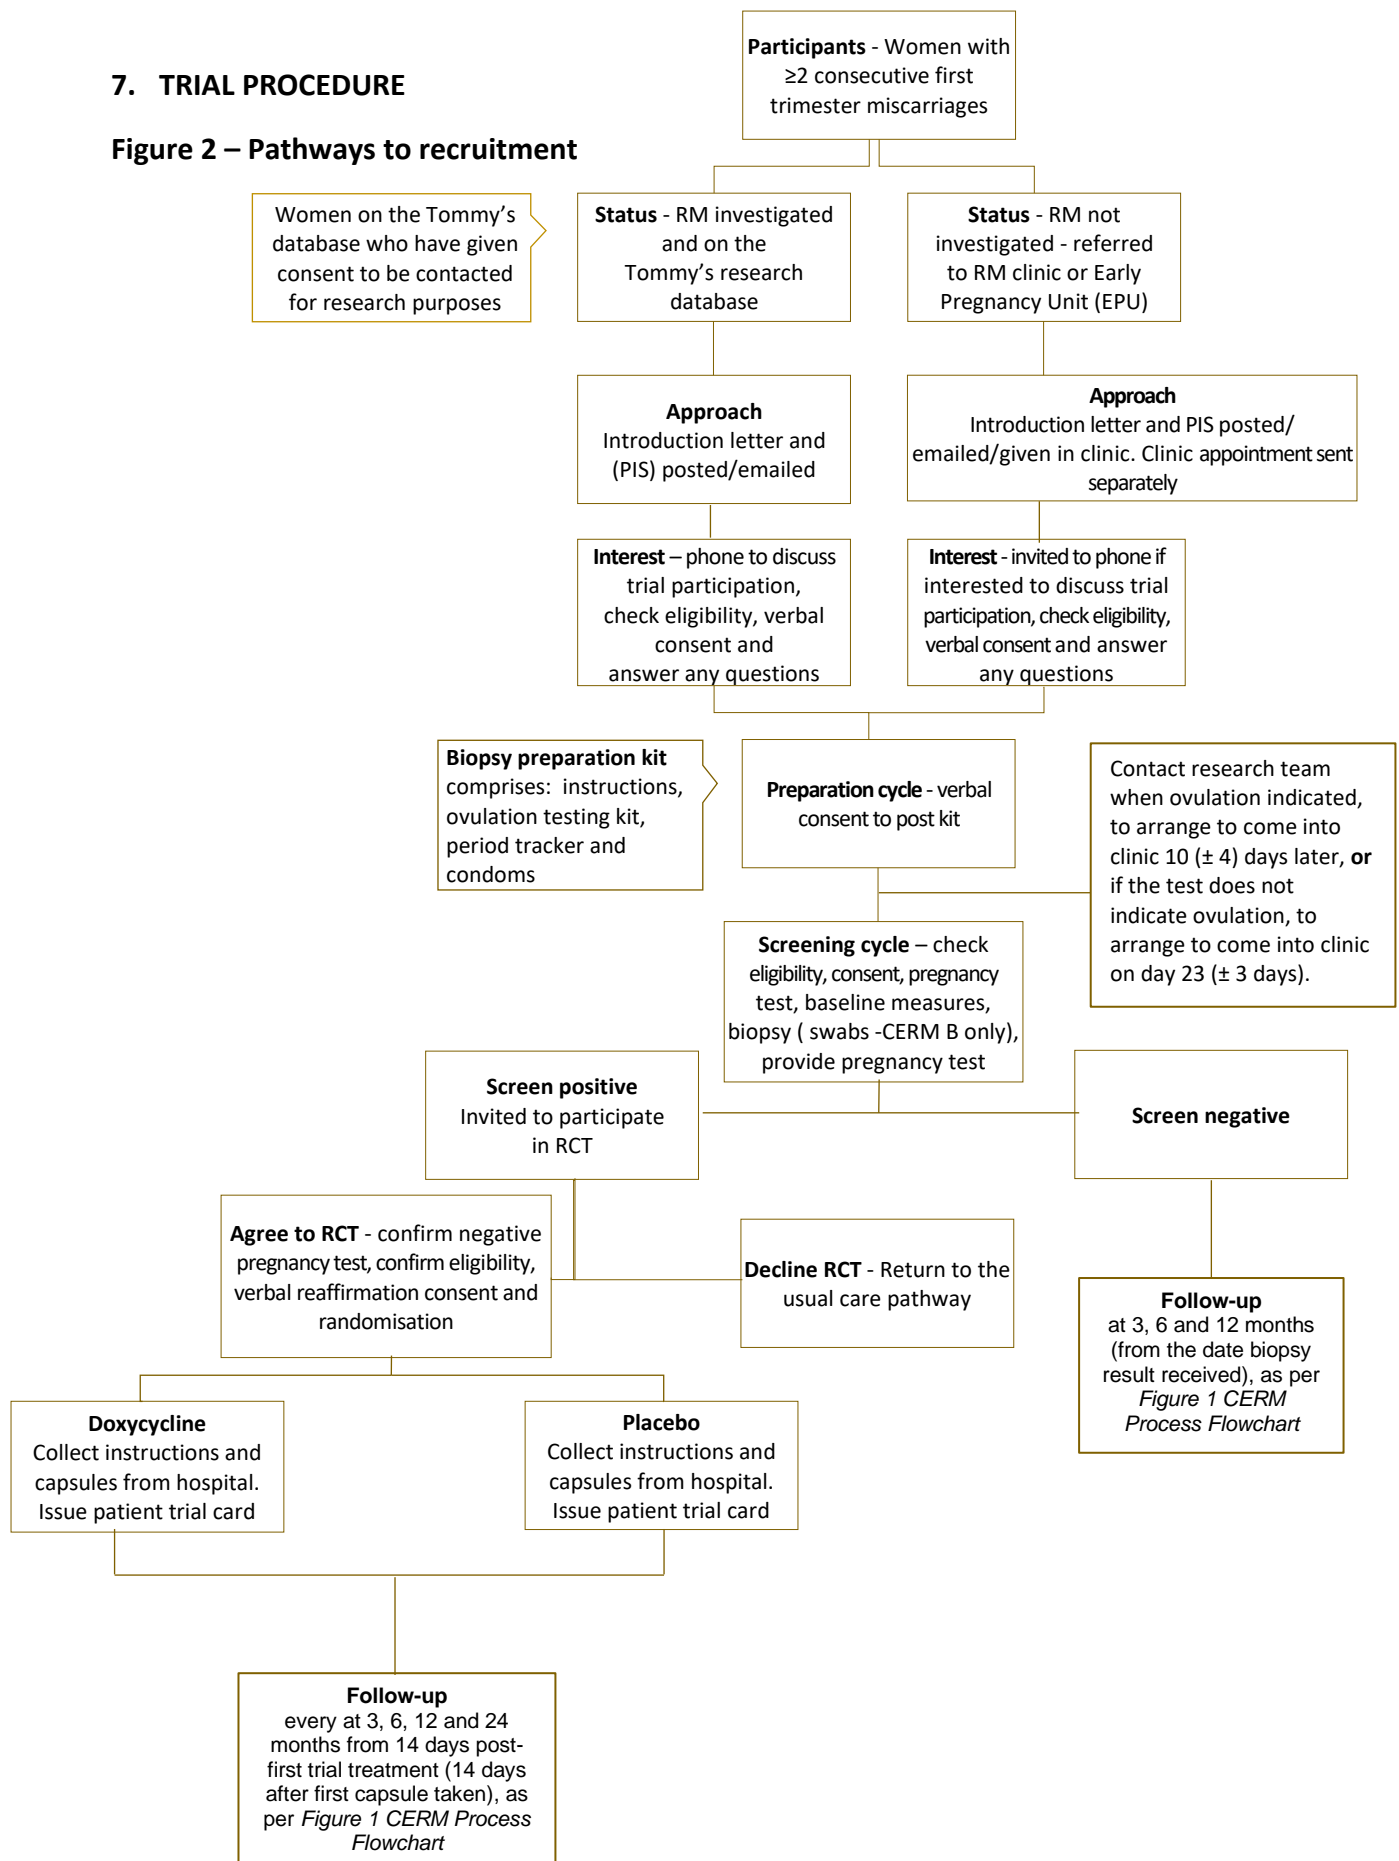 Participants - Women with
≥2 consecutive first
trimester miscarriages
7. TRIAL PROCEDURE
Figure 2 – Pathways to recruitment
Women on the Tommy’s
database who have given
consent to be contacted
for research purposes
Status - RM investigated
and on the
Tommy’s research
database
Status - RM not
investigated - referred
to RM clinic or Early
Pregnancy Unit (EPU)
Approach
Introduction letter and
(PIS) posted/emailed
Approach
Introduction letter and PIS posted/
emailed/given in clinic. Clinic appointment sent
separately
Interest – phone to discuss
trial participation,
check eligibility, verbal
consent and
answer any questions
Interest - invited to phone if
interested to discuss trial
participation, check eligibility,
verbal consent and answer
any questions
Biopsy preparation kit
comprises: instructions,
ovulation testing kit,
period tracker and
condoms
Preparation cycle - verbal
consent to post kit
Contact research team
when ovulation indicated,
to arrange to come into
clinic 10 (± 4) days later, or
if the test does not
indicate ovulation, to
arrange to come into clinic
on day 23 (± 3 days).
Screening cycle – check
eligibility, consent, pregnancy
test, baseline measures,
biopsy ( swabs -CERM B only),
provide pregnancy test
Screen positive
Invited to participate
in RCT
Screen negative
Agree to RCT - confirm negative
pregnancy test, confirm eligibility,
verbal reaffirmation consent and
randomisation
Decline RCT - Return to the
usual care pathway
Follow-up
at 3, 6 and 12 months
(from the date biopsy
result received), as per
Figure 1 CERM
Process Flowchart
Doxycycline
Collect instructions and
capsules from hospital.
Issue patient trial card
Placebo
Collect instructions and
capsules from hospital.
Issue patient trial card
Follow-up
every at 3, 6, 12 and 24
months from 14 days post-
first trial treatment (14 days
after first capsule taken), as
per Figure 1 CERM Process
Flowchart